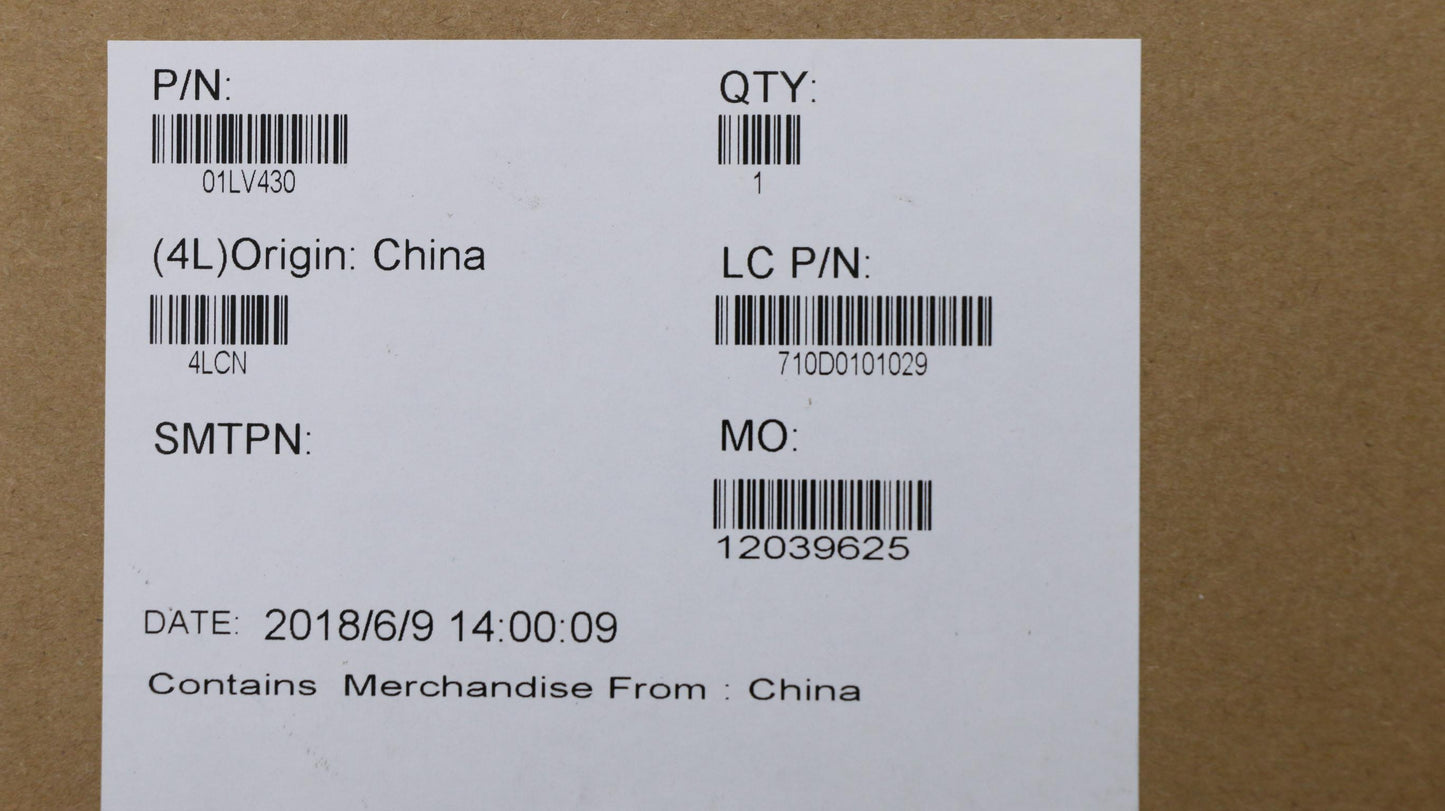 P/N:
01LV430
QTY:
1
(4L)Origin: China
4LCN
LC P/N:
710D0101029
SMTPN:
MO:
12039625
DATE: 2018/6/9 14:00:09
Contains Merchandise From : China